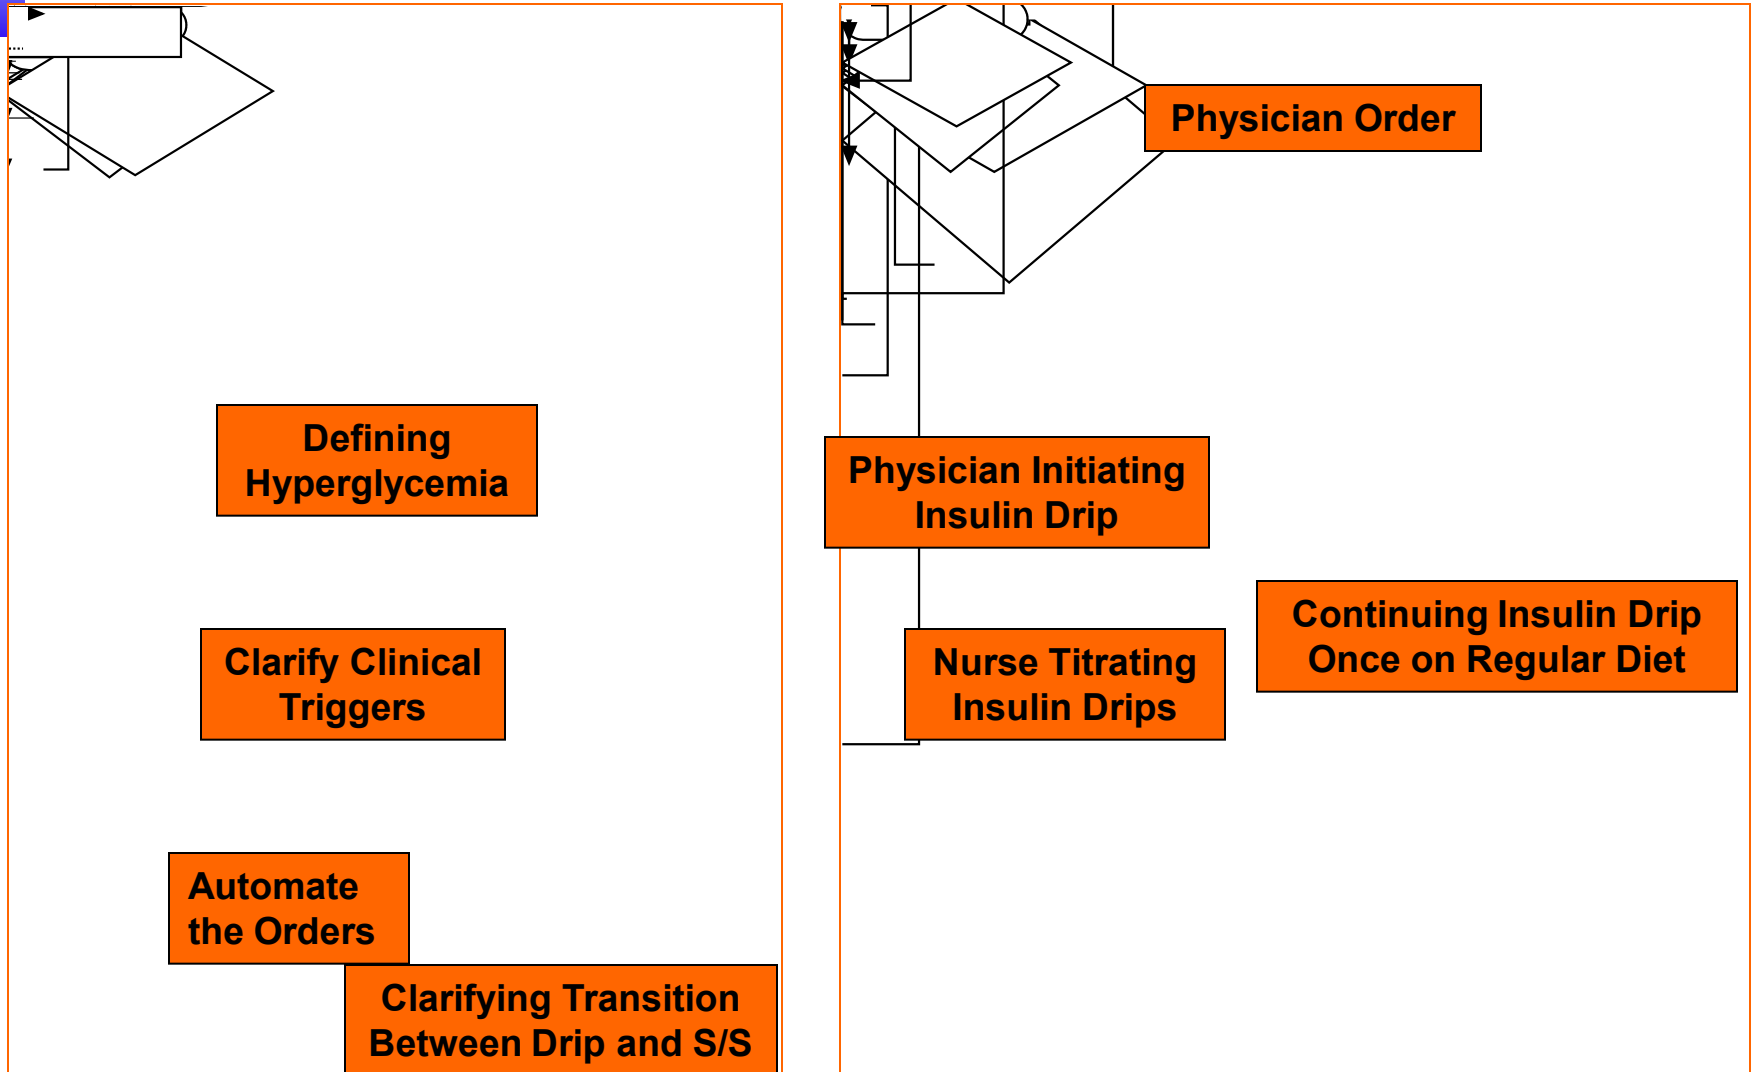 Defining
Hyperglycemia
Clarify Clinical
Triggers
Automate
the Orders
Clarifying Transition
Between Drip and S/S
Physician Order
Physician Initiating
Insulin Drip
Nurse Titrating
Insulin Drips
Continuing Insulin Drip
Once on Regular Diet